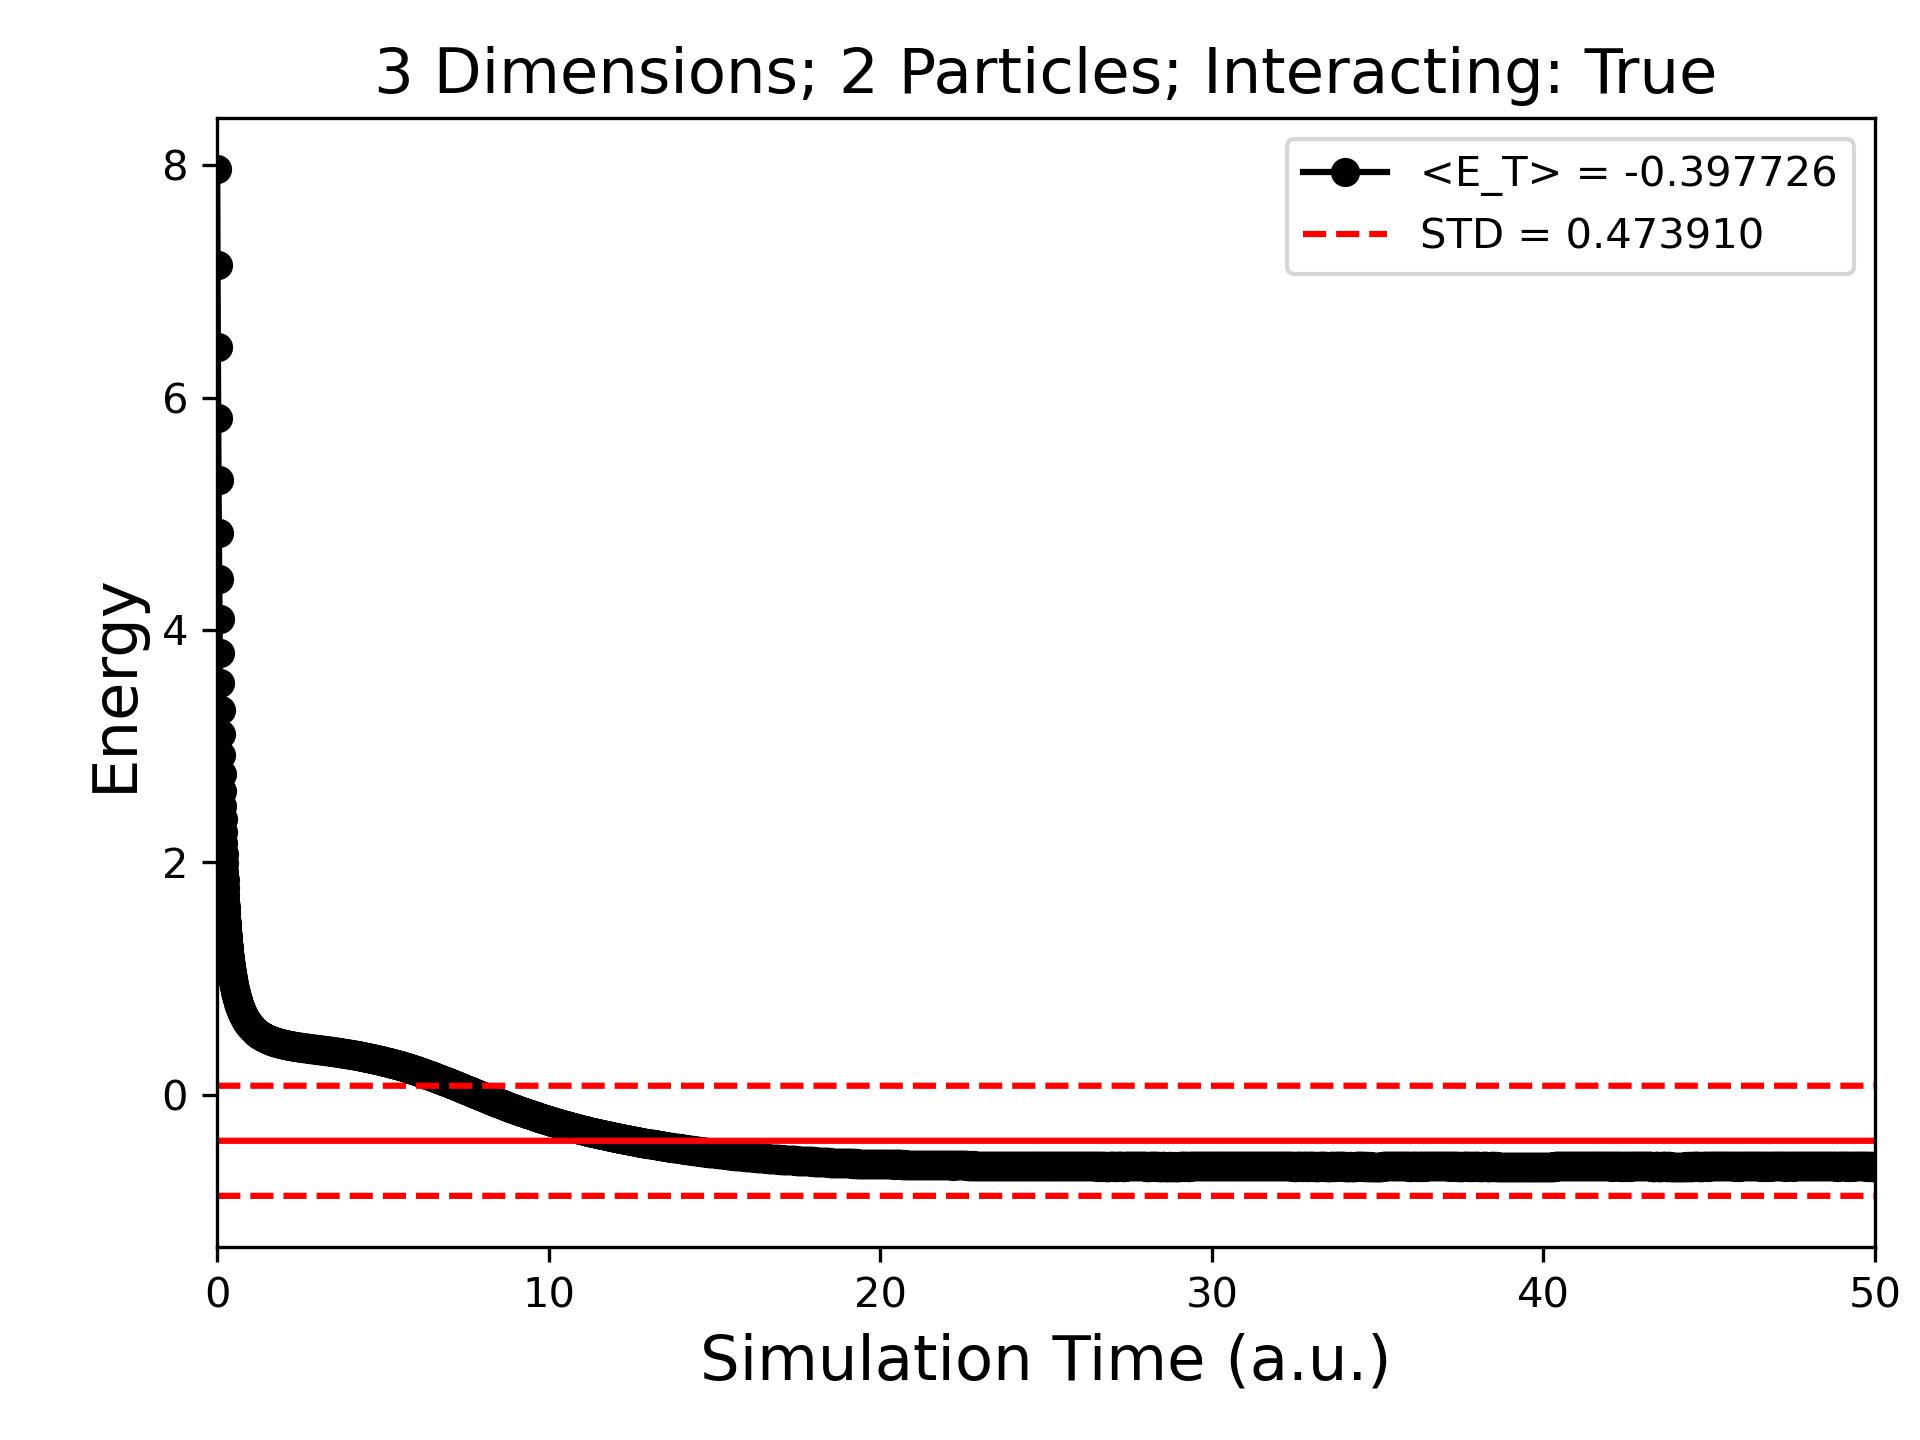 3 Dimensions; 2 Particles; Interacting: True
<E_T> = -0.397726
STD = 0.473910
Energy
8
6
4
2
0
0 10 20 30 40 50
Simulation Time (a.u.)